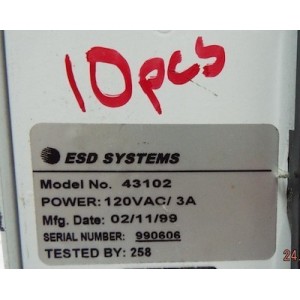 10pcs
ESD SYSTEMS
Model No. 43102
POWER: 120VAC/ 3A
Mfg. Date: 02/11/99
SERIAL NUMBER: 990606
TESTED BY: 258
24